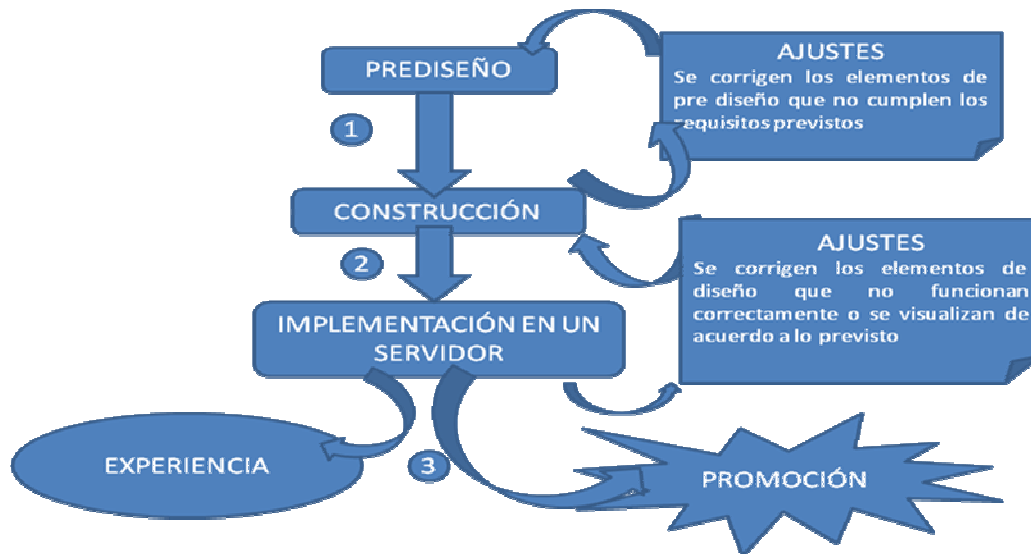 PREDISEÑO
AJUSTES
Se corrigen los elementos de
pre diseño que no cumplen los
requisitos previstos
1
CONSTRUCCIÓN
2
AJUSTES
Se corrigen los elementos de
diseño que no funcionan
correctamente o se visualizan de
acuerdo a lo previsto
IMPLEMENTACIÓN EN UN
SERVIDOR
EXPERIENCIA
3
PROMOCIÓN